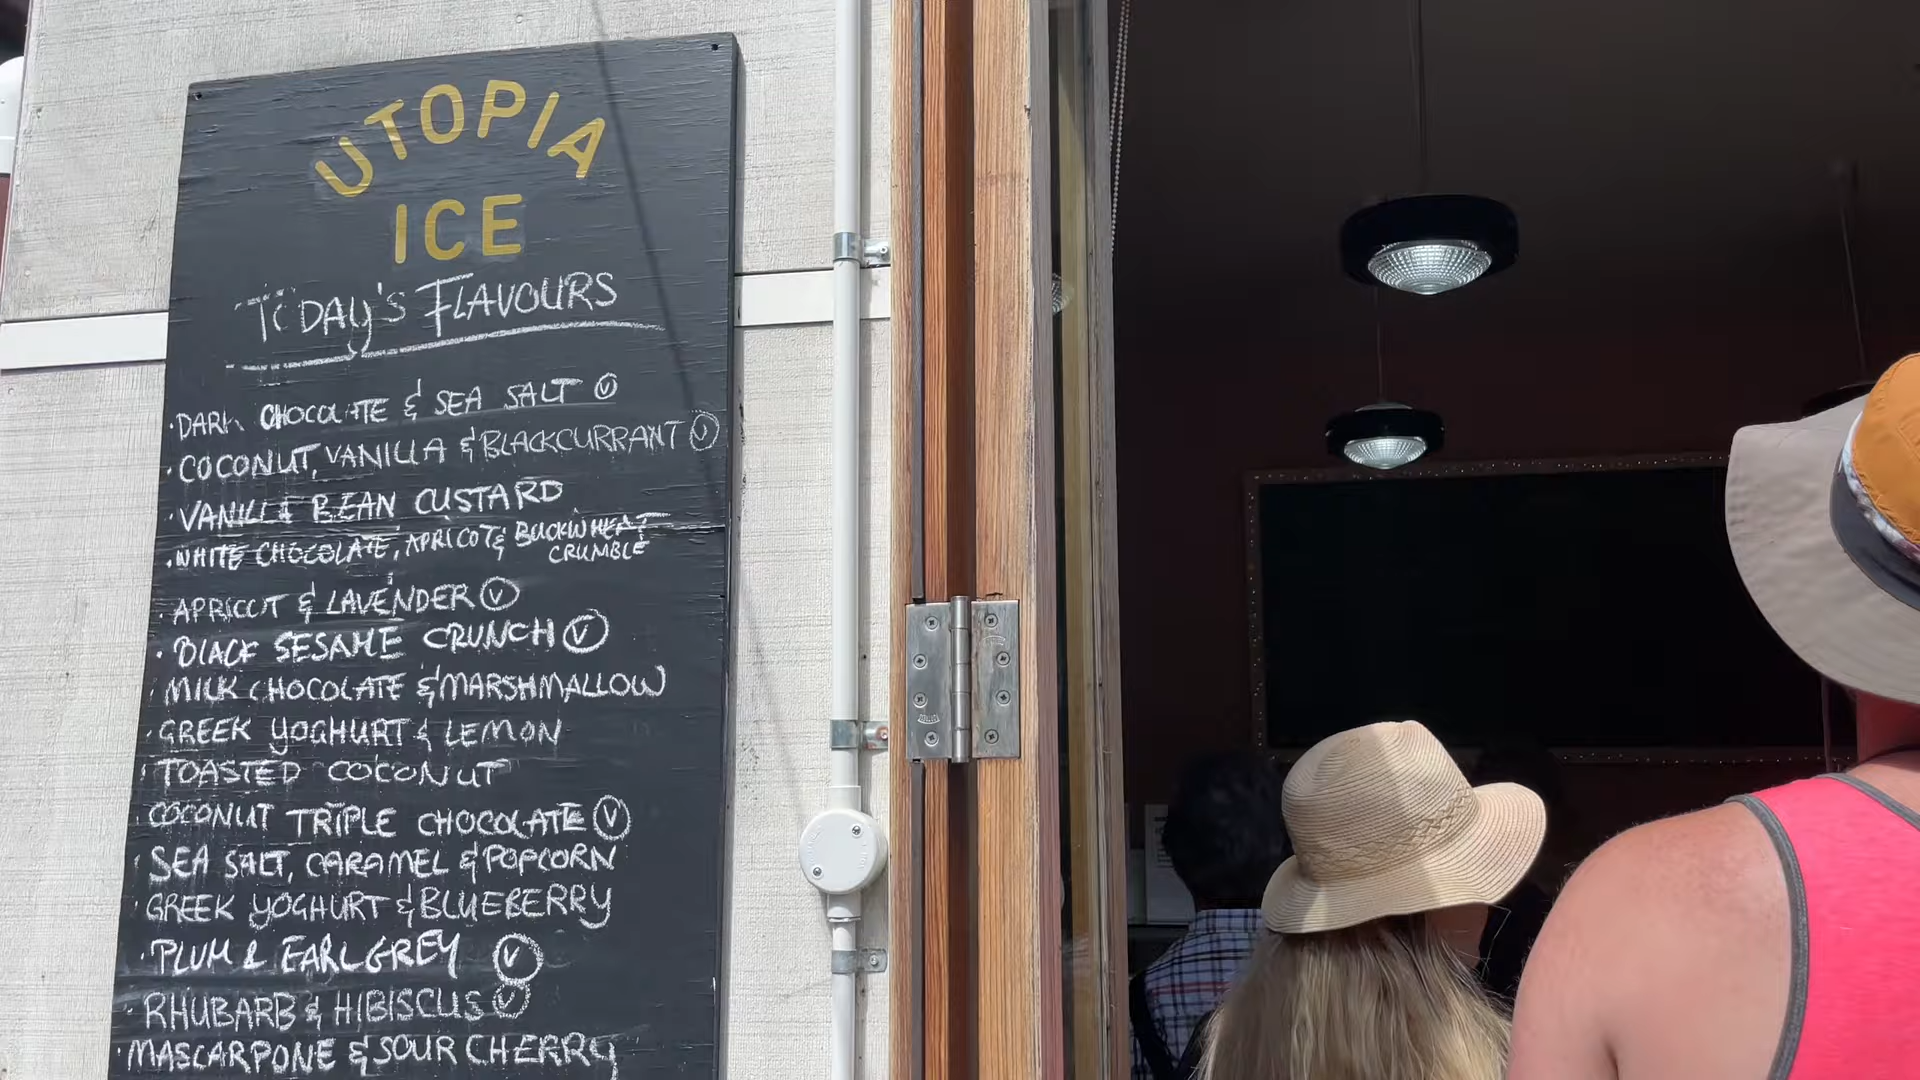 UTOPIA
ICE
TODAY'S FLAVOURS
· DARK CHOCOLATE & SEA SALT Ⓥ
· COCONUT, VANILLA & BLACKCURRANT Ⓥ
· VANILLA BEAN CUSTARD
· WHITE CHOCOLATE, APRICOT & BUCKWHEAT
CRUMBLE
· APRICOT & LAVENDER Ⓥ
· BLACK SESAME CRUNCH Ⓥ
· MILK CHOCOLATE & MARSHMALLOW
· GREEK YOGHURT & LEMON
· TOASTED COCONUT
· COCONUT TRIPLE CHOCOLATE Ⓥ
· SEA SALT, CARAMEL & POPCORN
· GREEK YOGHURT & BLUEBERRY
· PLUM & EARL GREY Ⓥ
· RHUBARB & HIBISCUS Ⓥ
· MASCARPONE & SOUR CHERRY